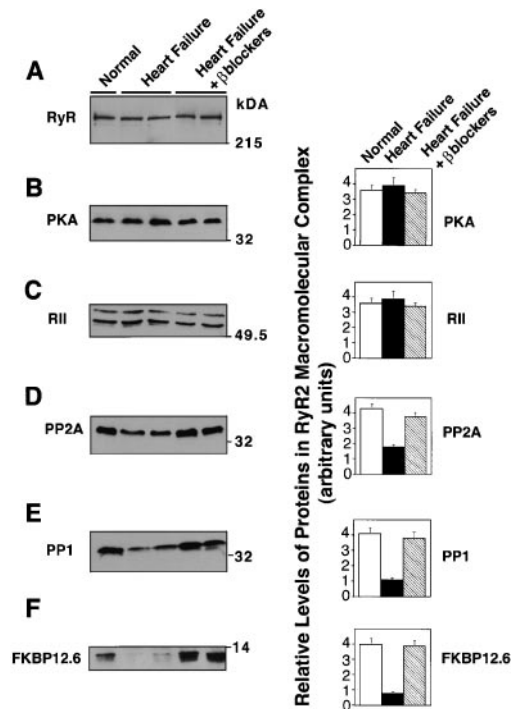 Normal
Heart Failure
Heart Failure
+ βblockers
A
RyR
kDA
215
B
PKA
32
C
RII
49.5
D
PP2A
32
E
PP1
32
F
FKBP12.6
14
Relative Levels of Proteins in RyR2 Macromolecular Complex
(arbitrary units)
Normal
Heart Failure
Heart Failure
+ βblockers
4
3
2
1
0
PKA
4
3
2
1
0
RII
4
3
2
1
0
PP2A
4
3
2
1
0
PP1
4
3
2
1
0
FKBP12.6